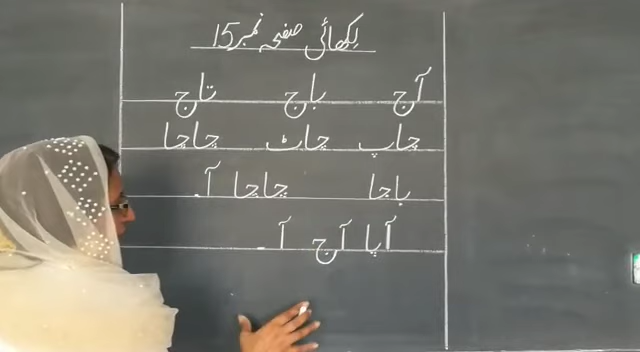 لکھائی صفحہ نمبر 15
آج باج تاج
چاپ چاٹ چاچا
باجا چاچا آ۔
آپا آج آ۔